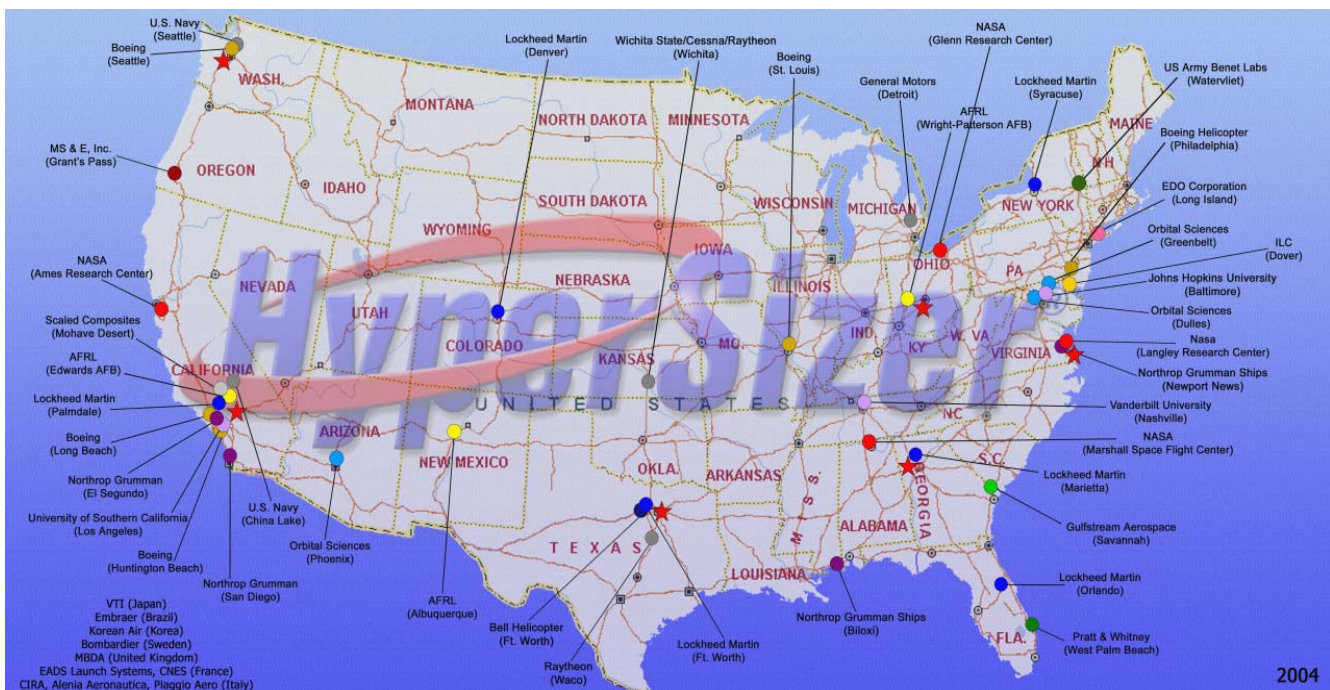 U.S. Navy
(Seattle)
Boeing
(Seattle)
Lockheed Martin
(Denver)
Wichita State/Cessna/Raytheon
(Wichita)
Boeing
(St. Louis)
General Motors
(Detroit)
NASA
(Glenn Research Center)
AFRL
(Wright-Patterson AFB)
Lockheed Martin
(Syracuse)
US Army Benet Labs
(Watervliet)
Boeing Helicopter
(Philadelphia)
EDO Corporation
(Long Island)
Orbital Sciences
(Greenbelt)
ILC
(Dover)
Johns Hopkins University
(Baltimore)
Orbital Sciences
(Dulles)
Nasa
(Langley Research Center)
Northrop Grumman Ships
(Newport News)
Vanderbilt University
(Nashville)
NASA
(Marshall Space Flight Center)
Lockheed Martin
(Marietta)
Gulfstream Aerospace
(Savannah)
Lockheed Martin
(Orlando)
Pratt & Whitney
(West Palm Beach)
MS & E, Inc.
(Grant's Pass)
NASA
(Ames Research Center)
Scaled Composites
(Mohave Desert)
AFRL
(Edwards AFB)
Lockheed Martin
(Palmdale)
Boeing
(Long Beach)
Northrop Grumman
(El Segundo)
University of Southern California
(Los Angeles)
Boeing
(Huntington Beach)
Northrop Grumman
(San Diego)
U.S. Navy
(China Lake)
Orbital Sciences
(Phoenix)
AFRL
(Albuquerque)
Bell Helicopter
(Ft. Worth)
Raytheon
(Waco)
Lockheed Martin
(Ft. Worth)
Northrop Grumman Ships
(Biloxi)
WASH.
MONTANA
NORTH DAKOTA
MINNESOTA
MAINE
OREGON
IDAHO
SOUTH DAKOTA
WISCONSIN
MICHIGAN
NEW YORK
NH
WYOMING
IOWA
NEBRASKA
NEVADA
UTAH
COLORADO
KANSAS
MO.
ILLINOIS
IND.
OHIO
PA
W. VA
KY
VIRGINIA
HyperSizer®
CALIFORNIA
UNITED STATES
NC
ARIZONA
NEW MEXICO
OKLA.
ARKANSAS
S.C.
TEXAS
LOUISIANA
MISS.
ALABAMA
GEORGIA
FLA.
VTI (Japan)
Embraer (Brazil)
Korean Air (Korea)
Bombardier (Sweden)
MBDA (United Kingdom)
EADS Launch Systems, CNES (France)
CIRA, Alenia Aeronautica, Piaggio Aero (Italy)
2004